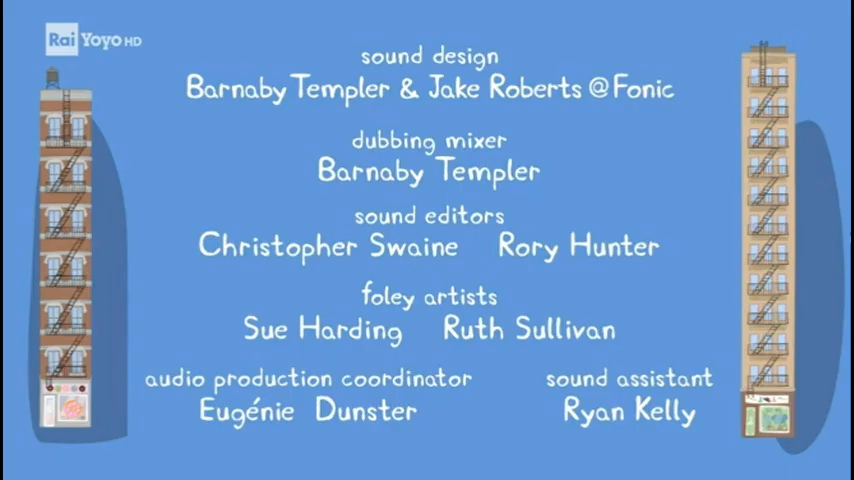 Rai Yoyo HD
sound design
Barnaby Templer & Jake Roberts @ Fonic
dubbing mixer
Barnaby Templer
sound editors
Christopher Swaine Rory Hunter
foley artists
Sue Harding Ruth Sullivan
audio production coordinator sound assistant
Eugénie Dunster Ryan Kelly